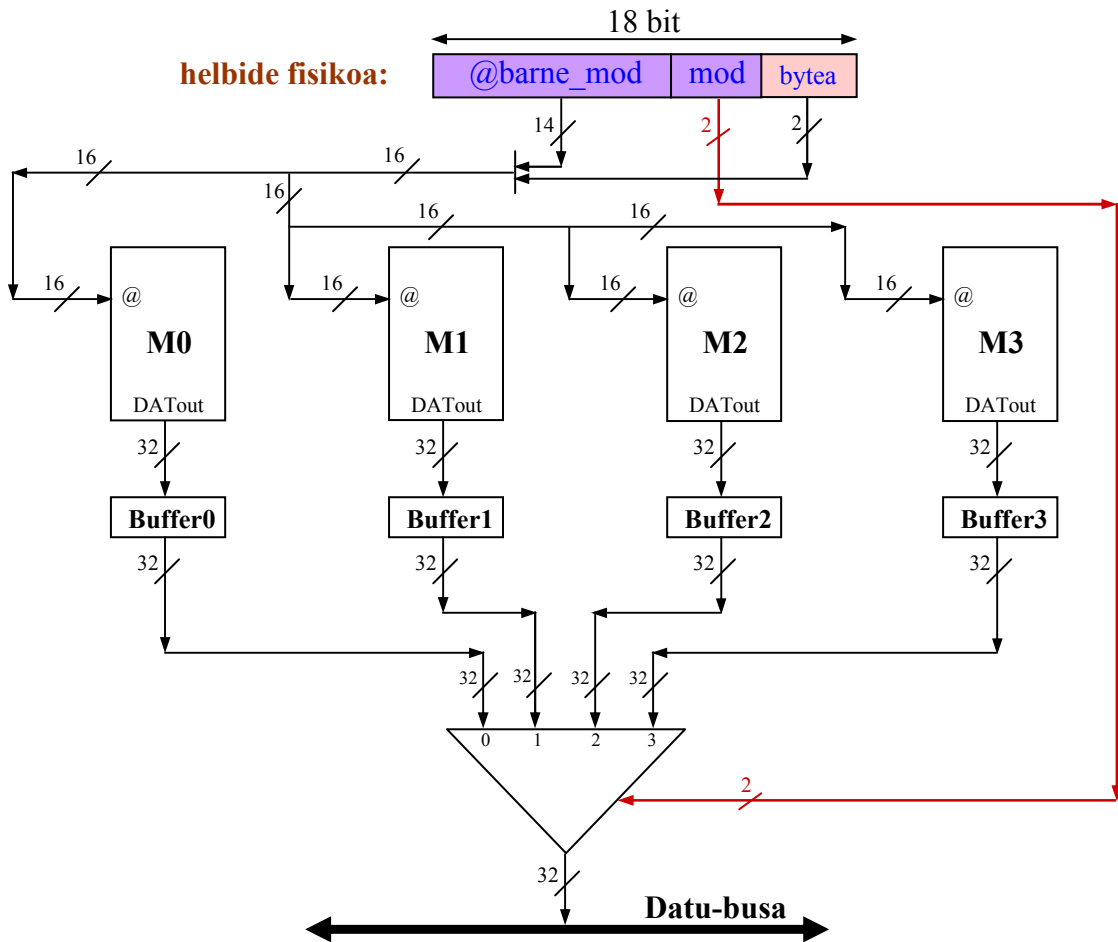 18 bit
helbide fisikoa: @barne_mod mod bytea
14 2 2
16 16
16
16 16
16 16 16 16
@ @ @ @
M0 M1 M2 M3
DATout DATout DATout DATout
32 32 32 32
Buffer0 Buffer1 Buffer2 Buffer3
32 32 32 32
32 32 32 32
0 1 2 3
2
32
Datu-busa